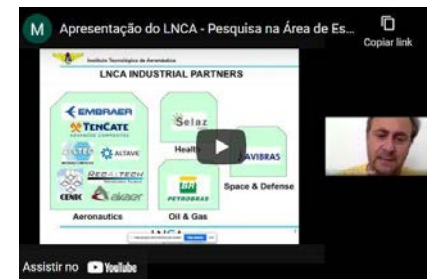 M
Apresentação do LNCA - Pesquisa na Área de Es...
Copiar link
Instituto Tecnológico de Aeronáutica
LNCA INDUSTRIAL PARTNERS
EMBRAER
TENCATE
ADVANCED COMPOSITES
ALTAVE
CENIC
akaer
Aeronautics
Selaz
Health
BR
PETROBRAS
Oil & Gas
AVIBRAS
Space & Defense
Assistir no YouTube